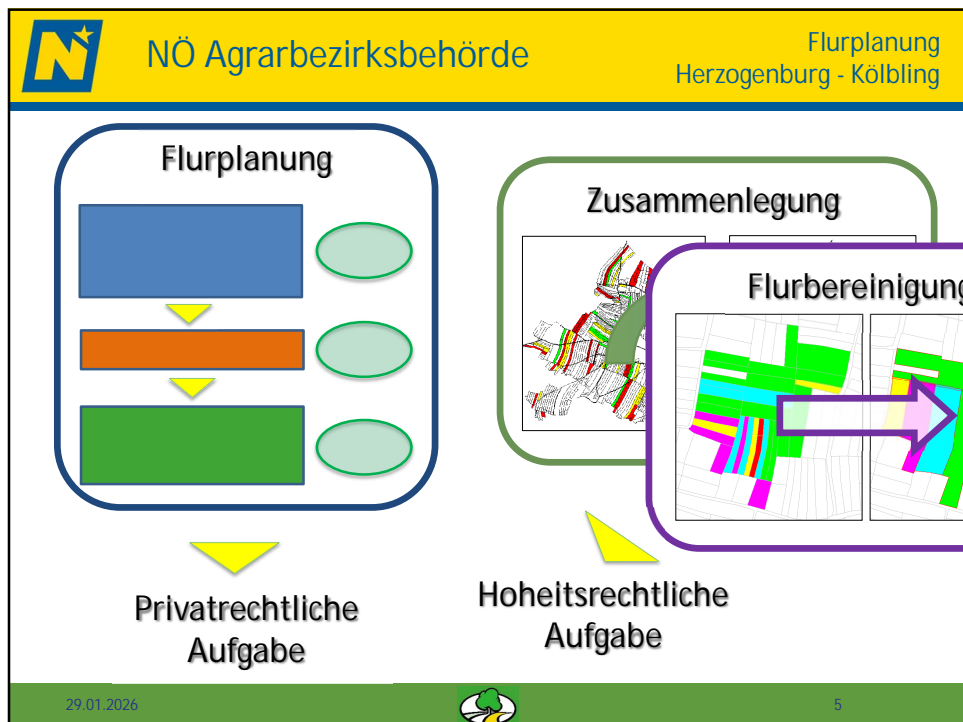 NÖ Agrarbezirksbehörde
Flurplanung
Herzogenburg - Kölbling
Flurplanung
Zusammenlegung
Flurbereinigung
Privatrechtliche
Aufgabe
Hoheitsrechtliche
Aufgabe
29.01.2026
5